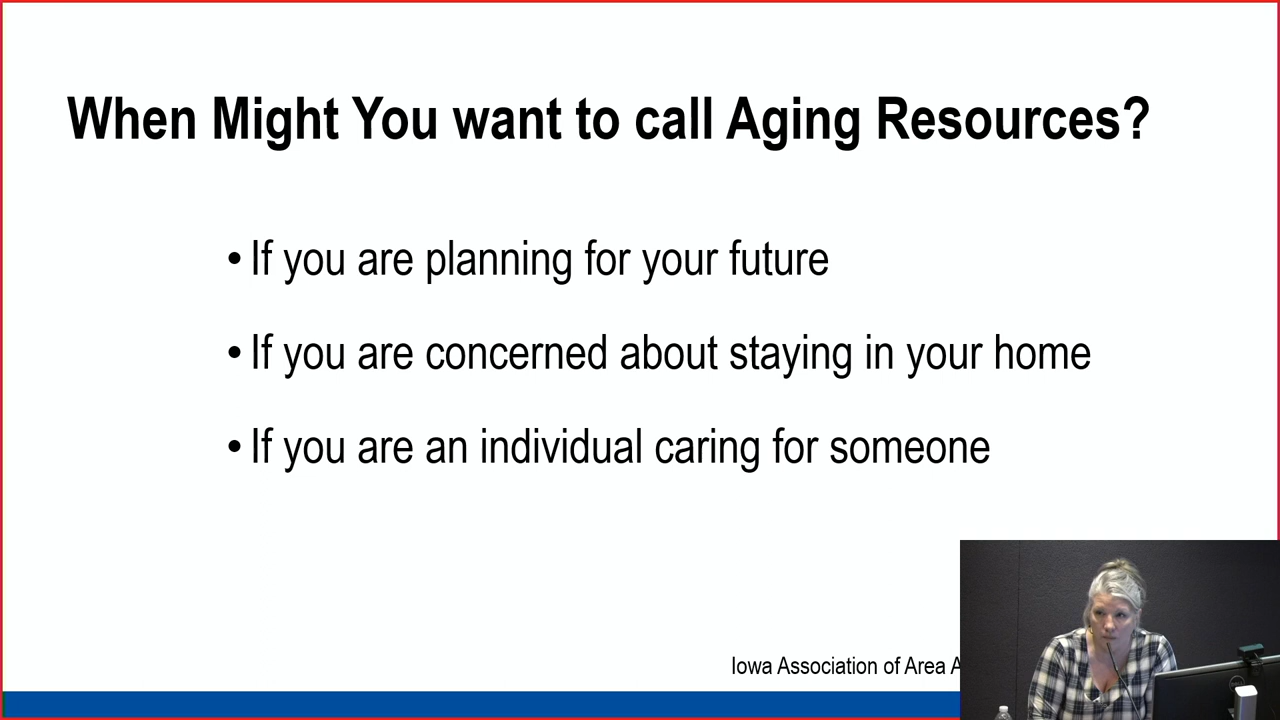 When Might You want to call Aging Resources?
• If you are planning for your future
• If you are concerned about staying in your home
• If you are an individual caring for someone
Iowa Association of Area A